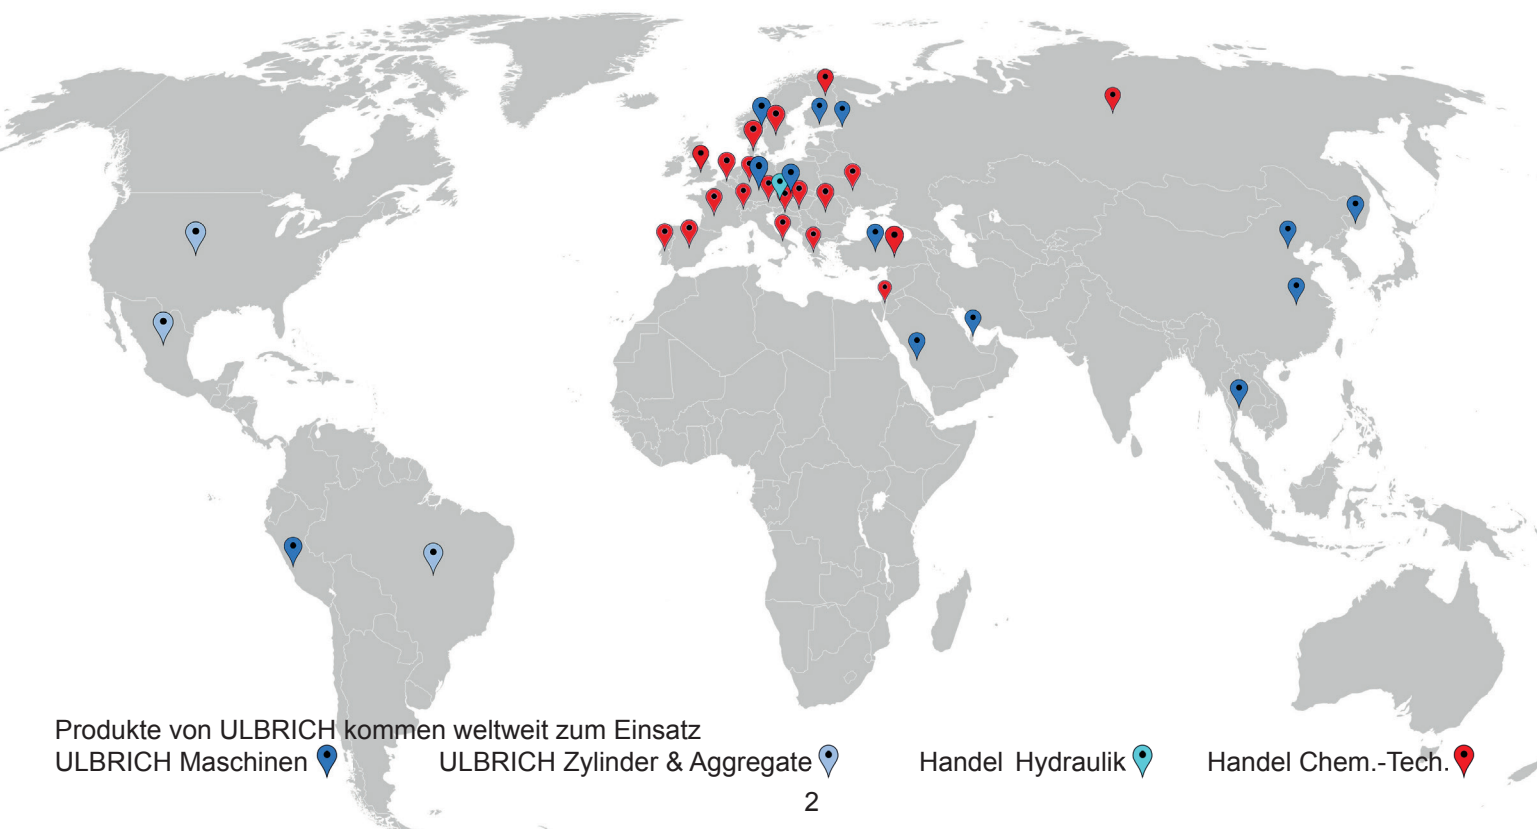 Produkte von ULBRICH kommen weltweit zum Einsatz
ULBRICH Maschinen ULBRICH Zylinder & Aggregate Handel Hydraulik Handel Chem.-Tech.
2